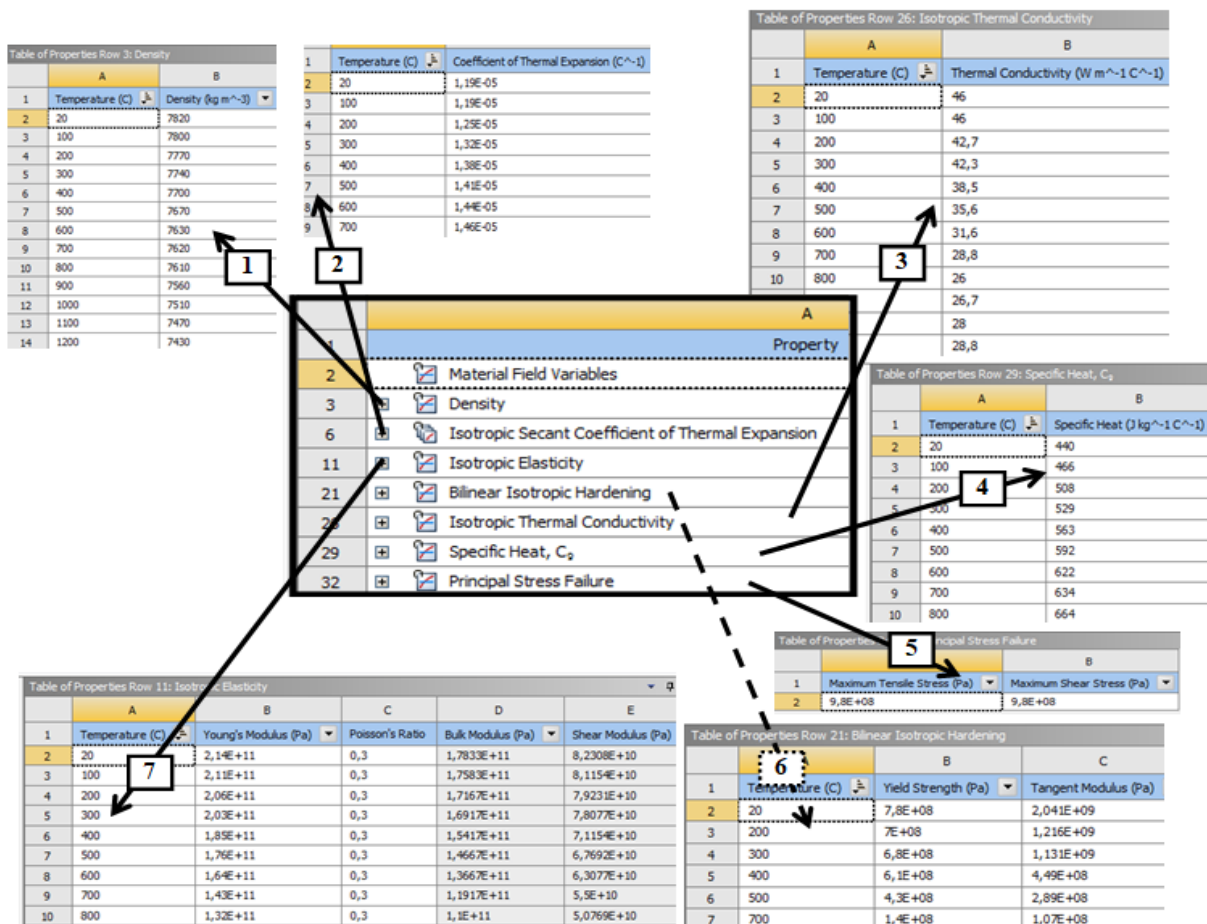 Table of Properties Row 3: Density
A B
1 Temperature (C) Density (kg m^-3)
2 20 7820
3 100 7800
4 200 7770
5 300 7740
6 400 7700
7 500 7670
8 600 7630
9 700 7620
10 800 7610
11 900 7560
12 1000 7510
13 1100 7470
14 1200 7430
1
1 Temperature (C) Coefficient of Thermal Expansion (C^-1)
2 20 1,19E-05
3 100 1,19E-05
4 200 1,25E-05
5 300 1,32E-05
6 400 1,38E-05
7 500 1,41E-05
8 600 1,44E-05
9 700 1,46E-05
2
Table of Properties Row 26: Isotropic Thermal Conductivity
A B
1 Temperature (C) Thermal Conductivity (W m^-1 C^-1)
2 20 46
3 100 46
4 200 42,7
5 300 42,3
6 400 38,5
7 500 35,6
8 600 31,6
9 700 28,8
10 800 26
26,7
28
28,8
3
A
1 Property
2 Material Field Variables
3 Density
6 Isotropic Secant Coefficient of Thermal Expansion
11 Isotropic Elasticity
21 Bilinear Isotropic Hardening
26 Isotropic Thermal Conductivity
29 Specific Heat, Cₚ
32 Principal Stress Failure
Table of Properties Row 29: Specific Heat, Cₚ
A B
1 Temperature (C) Specific Heat (J kg^-1 C^-1)
2 20 440
3 100 466
4 200 508
5 300 529
6 400 563
7 500 592
8 600 622
9 700 634
10 800 664
4
Table of Properties Principal Stress Failure
B
1 Maximum Tensile Stress (Pa) Maximum Shear Stress (Pa)
2 9,8E+08 9,8E+08
5
Table of Properties Row 11: Isotropic Elasticity
A B C D E
1 Temperature (C) Young's Modulus (Pa) Poisson's Ratio Bulk Modulus (Pa) Shear Modulus (Pa)
2 20 2,14E+11 0,3 1,7833E+11 8,2308E+10
3 100 2,11E+11 0,3 1,7583E+11 8,1154E+10
4 200 2,06E+11 0,3 1,7167E+11 7,9231E+10
5 300 2,03E+11 0,3 1,6917E+11 7,8077E+10
6 400 1,85E+11 0,3 1,5417E+11 7,1154E+10
7 500 1,76E+11 0,3 1,4667E+11 6,7692E+10
8 600 1,64E+11 0,3 1,3667E+11 6,3077E+10
9 700 1,43E+11 0,3 1,1917E+11 5,5E+10
10 800 1,32E+11 0,3 1,1E+11 5,0769E+10
7
Table of Properties Row 21: Bilinear Isotropic Hardening
A B C
1 Temperature (C) Yield Strength (Pa) Tangent Modulus (Pa)
2 20 7,8E+08 2,041E+09
3 200 7E+08 1,216E+09
4 300 6,8E+08 1,131E+09
5 400 6,1E+08 4,49E+08
6 500 4,3E+08 2,89E+08
7 700 1,4E+08 1,07E+08
6